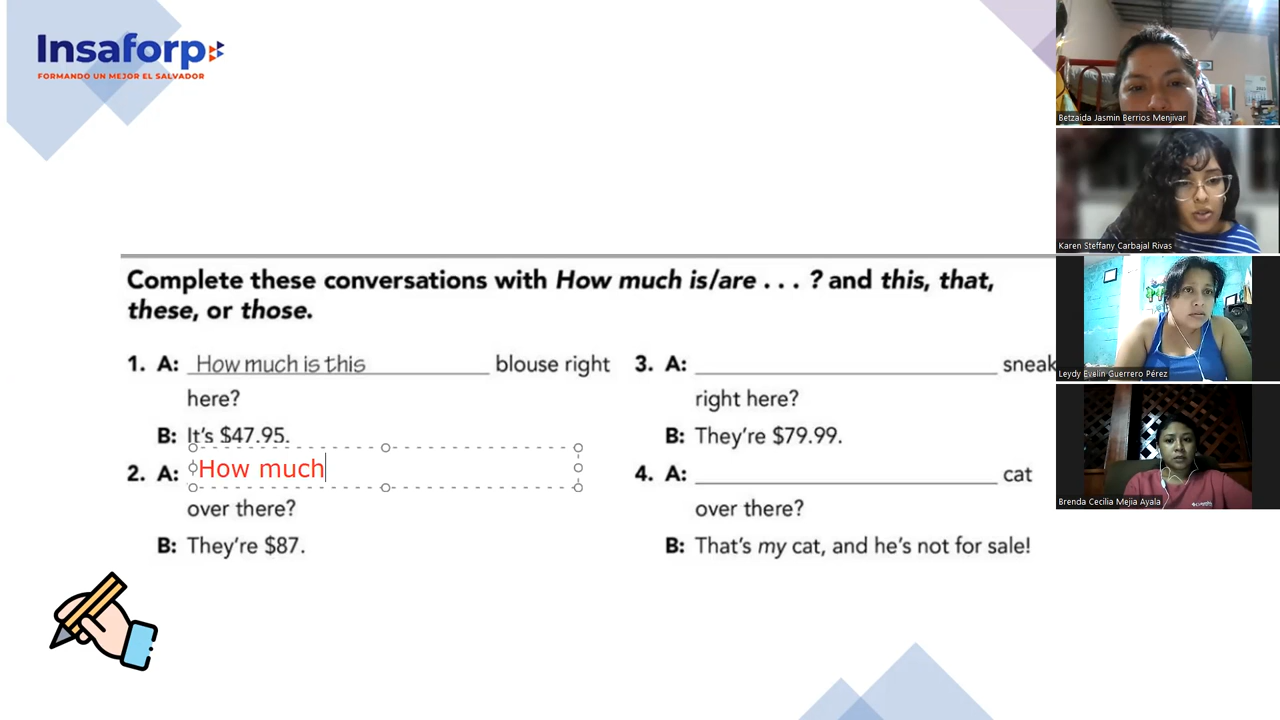 Insaforp
FORMANDO UN MEJOR EL SALVADOR
Complete these conversations with How much is/are . . . ? and this, that,
these, or those.
1. A: How much is this blouse right
here?
B: It's $47.95.
2. A: How much
over there?
B: They're $87.
3. A: sneak
right here?
B: They're $79.99.
4. A: cat
over there?
B: That's my cat, and he's not for sale!
Betzaida Jasmin Berrios Menjivar
Karen Steffany Carbajal Rivas
Leydy Evelin Guerrero Pérez
Brenda Cecilia Mejia Ayala